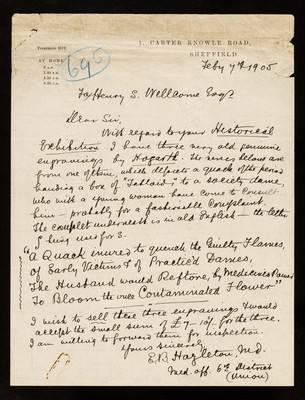 1, CARTER KNOWLE ROAD,
SHEFFIELD
AT HOME
695
Feby 7th 1905
To Henry S. Wellcome Esqr.
Dear Sir,
With regard to your Historical
Exhibition I have three very old genuine
engravings by Hogarth. The verses below are
from one of them, which depicts a quack of the period
handing a box of "Tabloids" to a society dame,
who with a young woman have come to consult
him - probably for a fashionable Complaint.
The couplet underneath is in old English - the letter
ƒ being used for S.
"A Quack inured to quench the Guilty Flames,
of Early Victims of Practic'd Dames,
The Husband would Reftore, by Medecenes Power
To Bloom the once Contaminated Flower"
I wish to sell these three engravings & would
accept the small sum of £7-10/- for the three.
I am willing to forward them for inspection.
Yours sincerely
E.B. Hazleton, M.D.
Med. Off. 6th District
(Union)